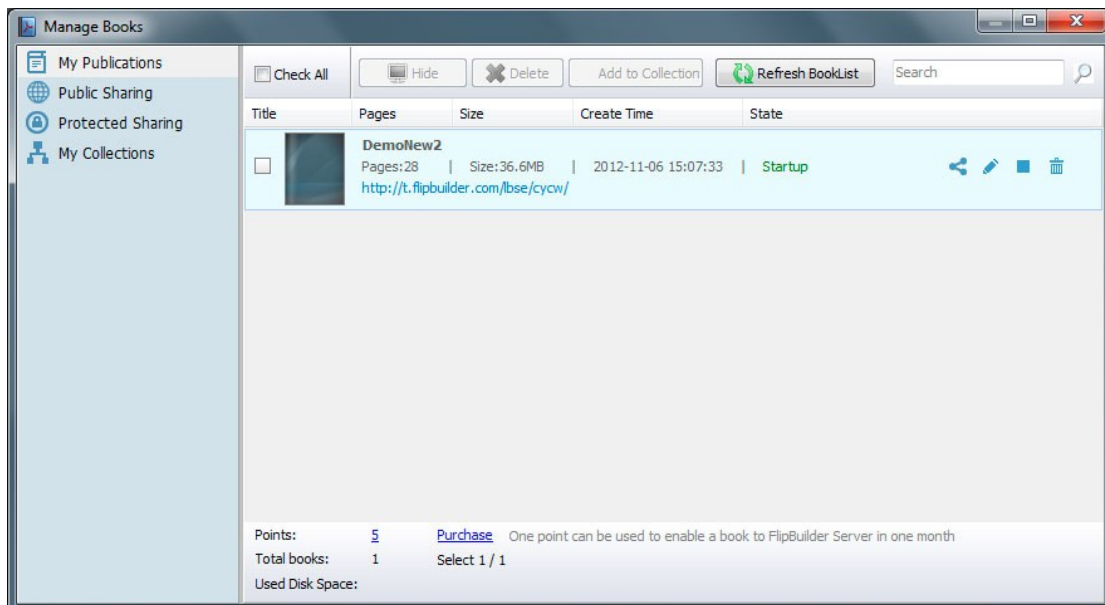 Manage Books
My Publications
Public Sharing
Protected Sharing
My Collections
Check All Hide Delete Add to Collection Refresh BookList Search
Title Pages Size Create Time State
DemoNew2
Pages:28 | Size:36.6MB | 2012-11-06 15:07:33 | Startup
http://t.flipbuilder.com/lbse/cycw/
Points: 5 Purchase One point can be used to enable a book to FlipBuilder Server in one month
Total books: 1 Select 1 / 1
Used Disk Space: